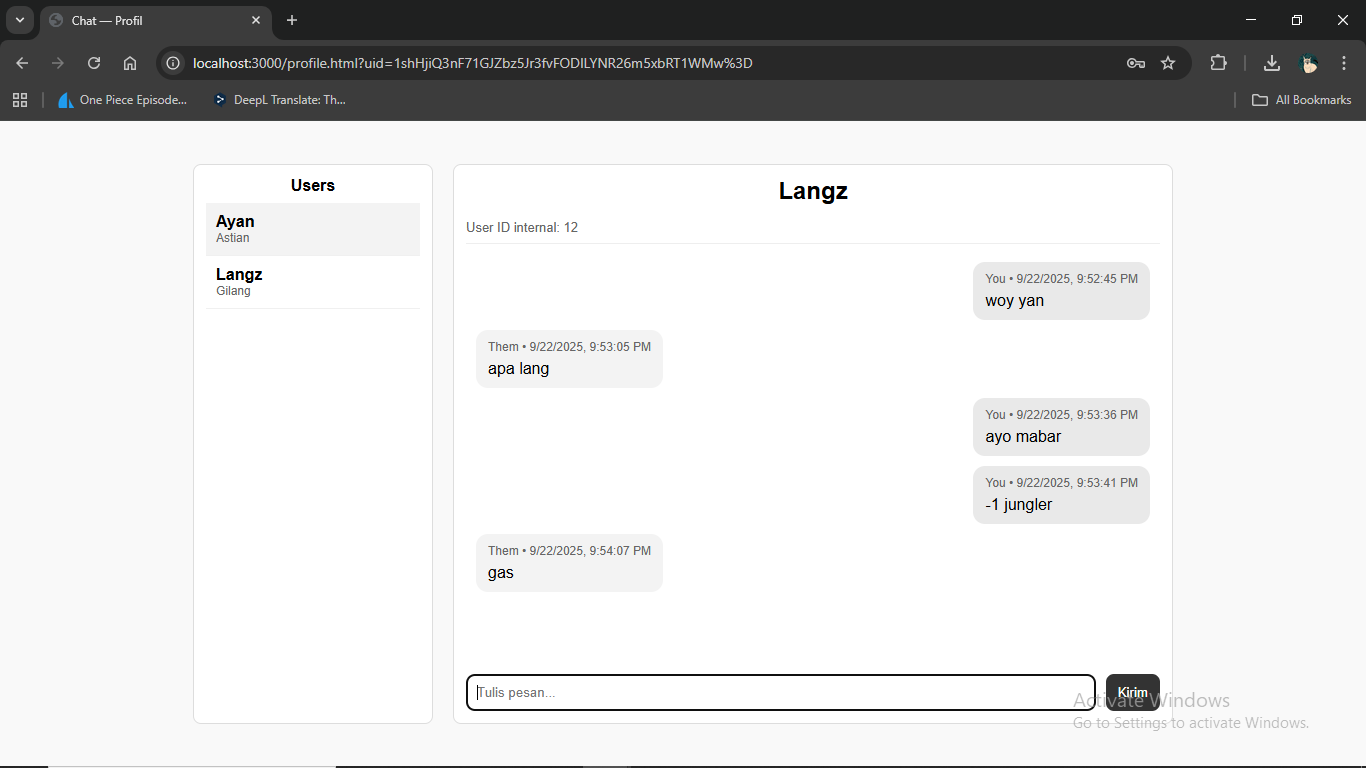 Chat — Profil
localhost:3000/profile.html?uid=1shHjiQ3nF71GJZbz5Jr3fvFODILYNR26m5xbRT1WMw%3D
One Piece Episode...
DeepL Translate: Th...
All Bookmarks
Users
Ayan
Astian
Langz
Gilang
Langz
User ID internal: 12
You • 9/22/2025, 9:52:45 PM
woy yan
Them • 9/22/2025, 9:53:05 PM
apa lang
You • 9/22/2025, 9:53:36 PM
ayo mabar
You • 9/22/2025, 9:53:41 PM
-1 jungler
Them • 9/22/2025, 9:54:07 PM
gas
Tulis pesan...
Kirim
Activate Windows
Go to Settings to activate Windows.